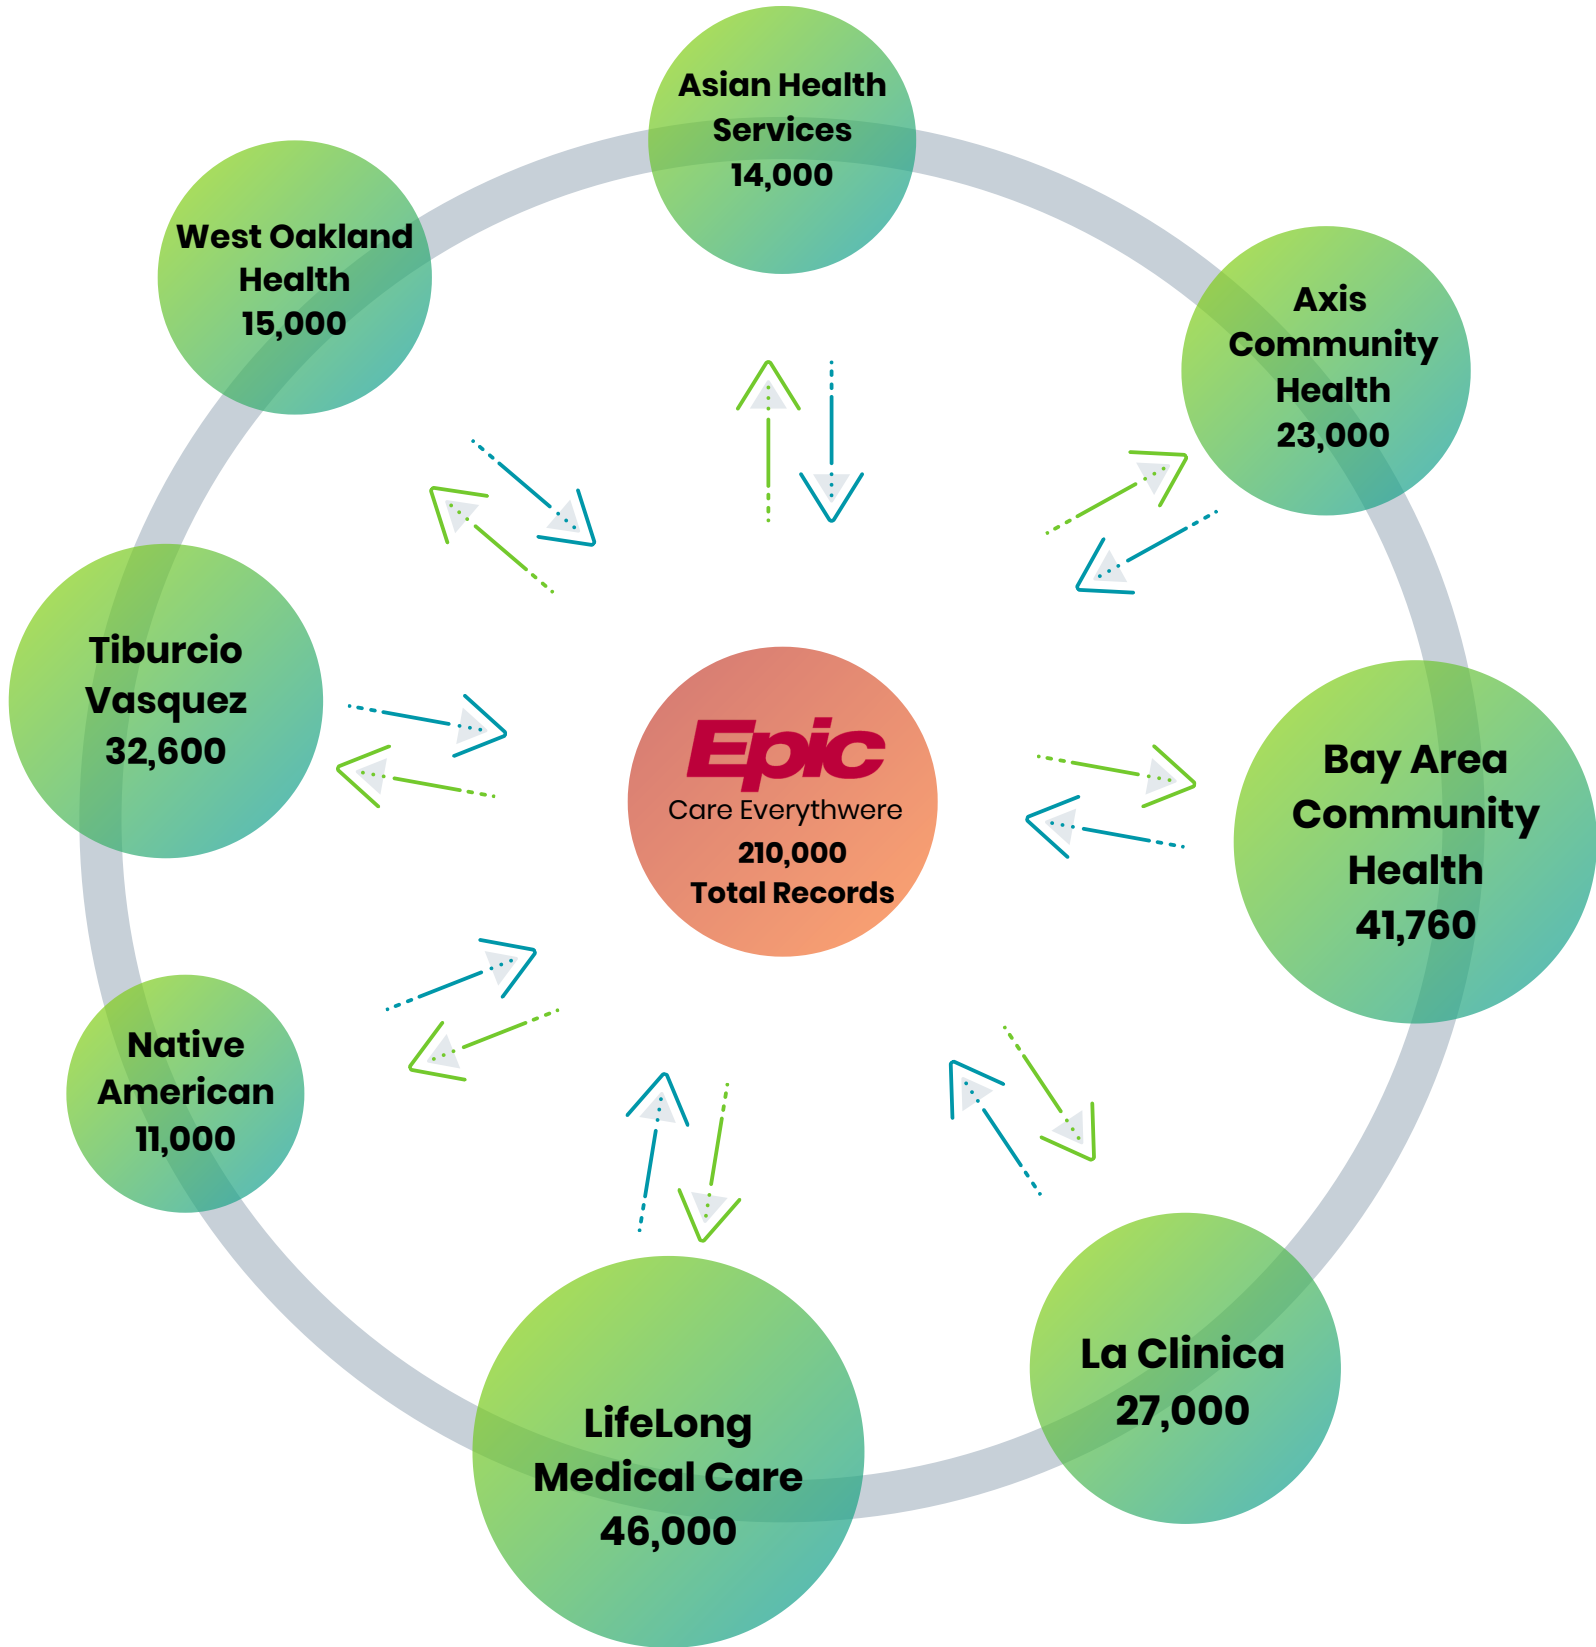 Asian Health
Services
14,000
West Oakland
Health
15,000
Axis
Community
Health
23,000
Tiburcio
Vasquez
32,600
Epic
Care Everythwere
210,000
Total Records
Bay Area
Community
Health
41,760
Native
American
11,000
La Clinica
27,000
LifeLong
Medical Care
46,000